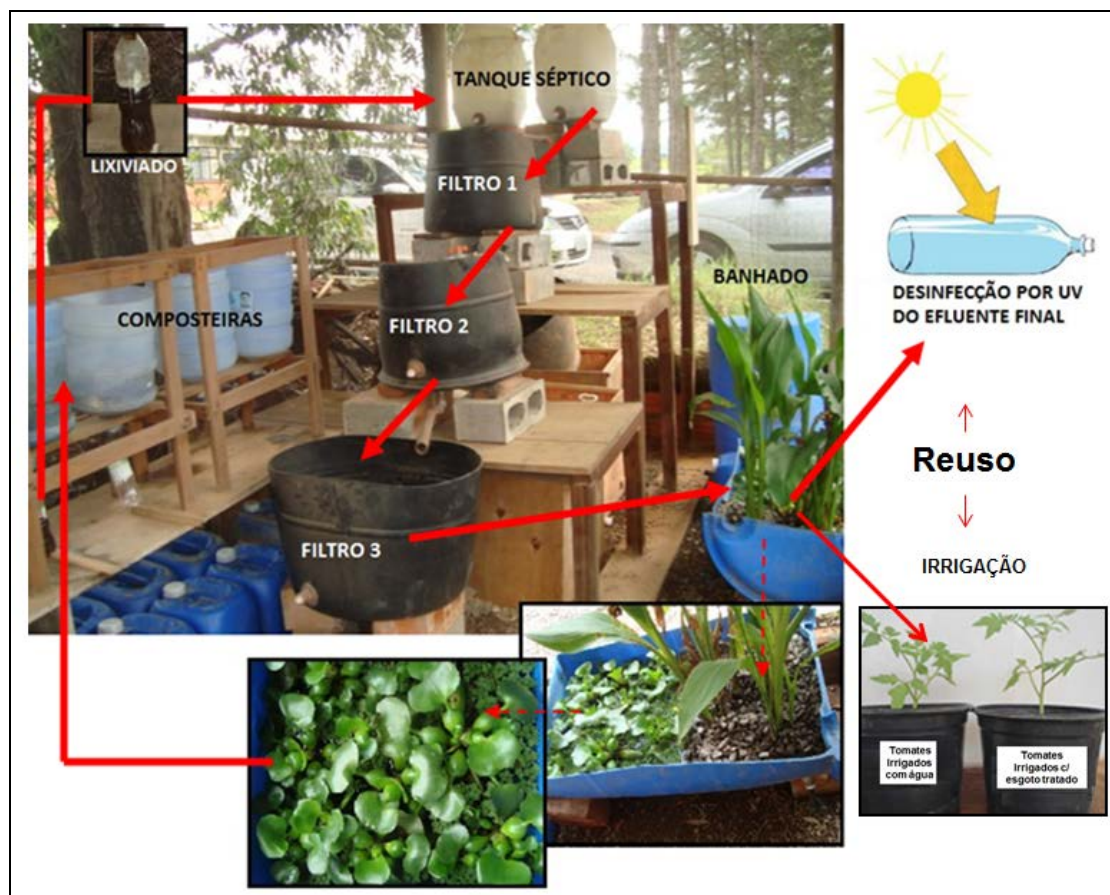 TANQUE SÉPTICO
LIXIVIADO
FILTRO 1
BANHADO
COMPOSTEIRAS
FILTRO 2
DESINFECÇÃO POR UV
DO EFLUENTE FINAL
Reuso
FILTRO 3
IRRIGAÇÃO
Tomates
Irrigados
com água
Tomates
Irrigados c/
esgoto tratado